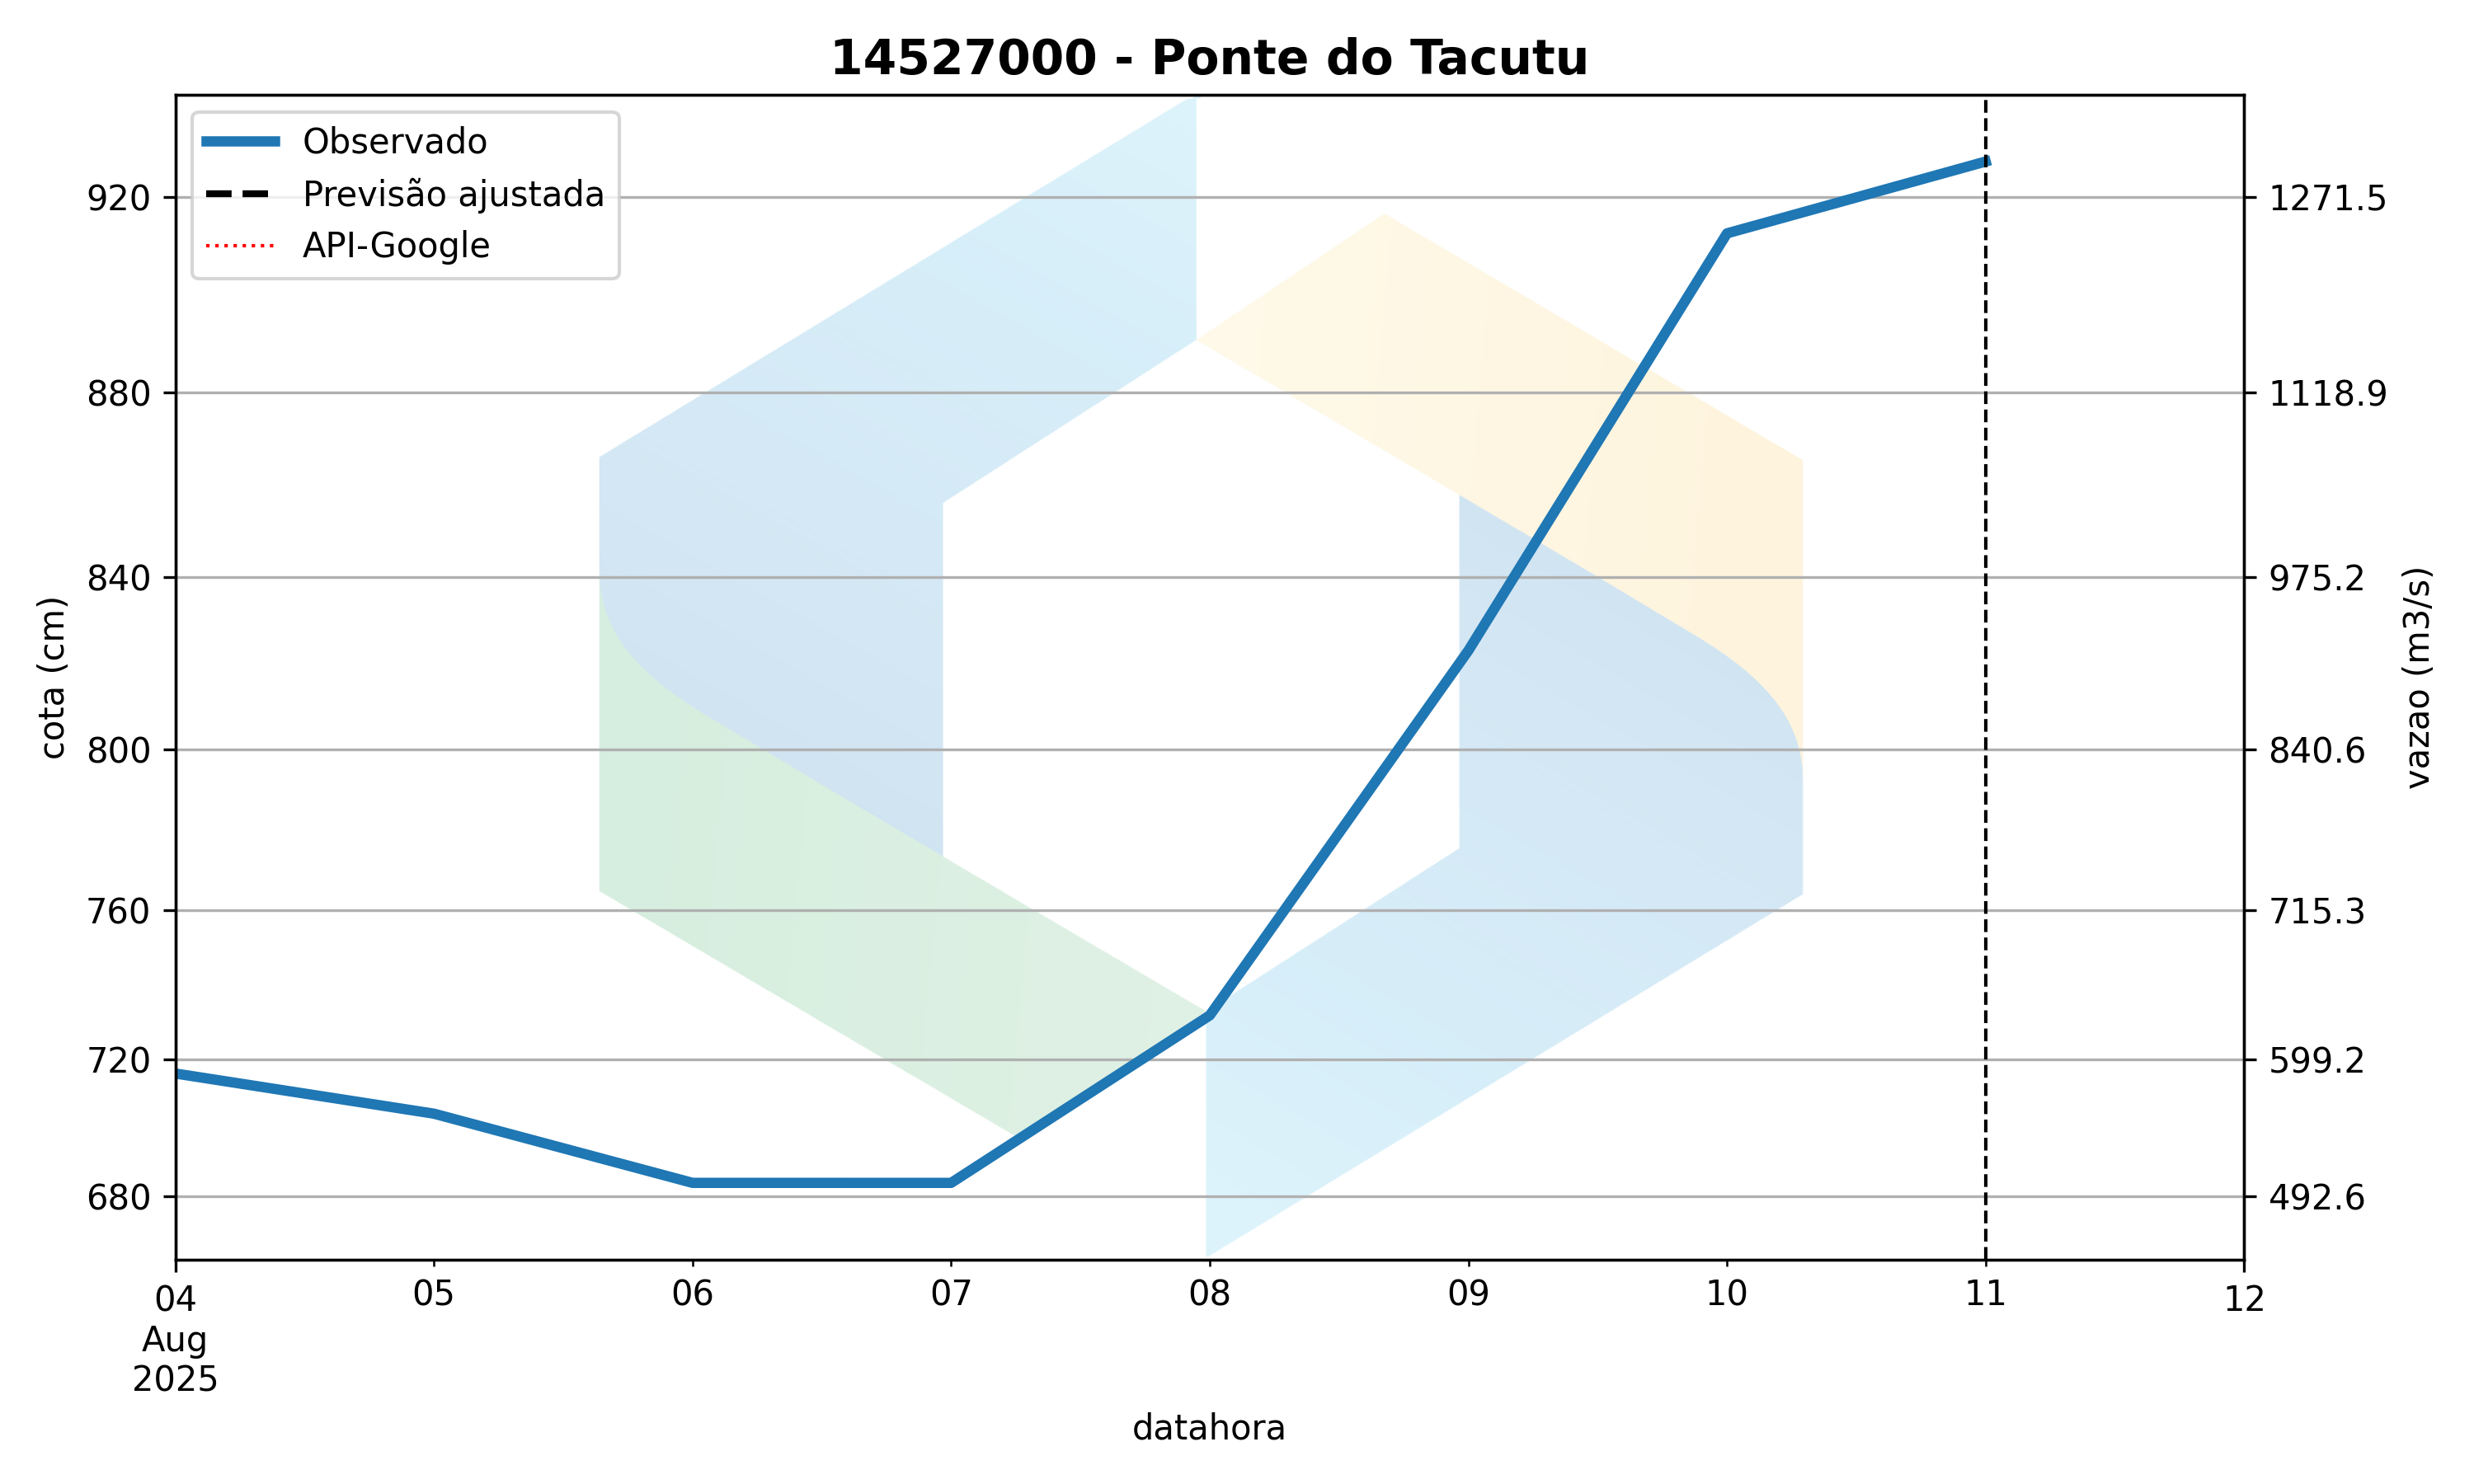 14527000 - Ponte do Tacutu
Observado
Previsão ajustada
API-Google
920
880
840
800
760
720
680
cota (cm)
1271.5
1118.9
975.2
840.6
715.3
599.2
492.6
vazao (m3/s)
04 05 06 07 08 09 10 11 12
Aug
2025
datahora